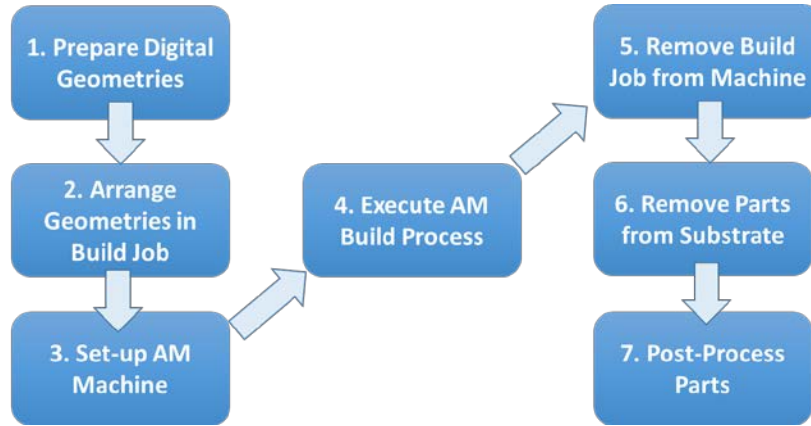 1. Prepare Digital
Geometries
2. Arrange
Geometries in
Build Job
3. Set-up AM
Machine
4. Execute AM
Build Process
5. Remove Build
Job from Machine
6. Remove Parts
from Substrate
7. Post-Process
Parts